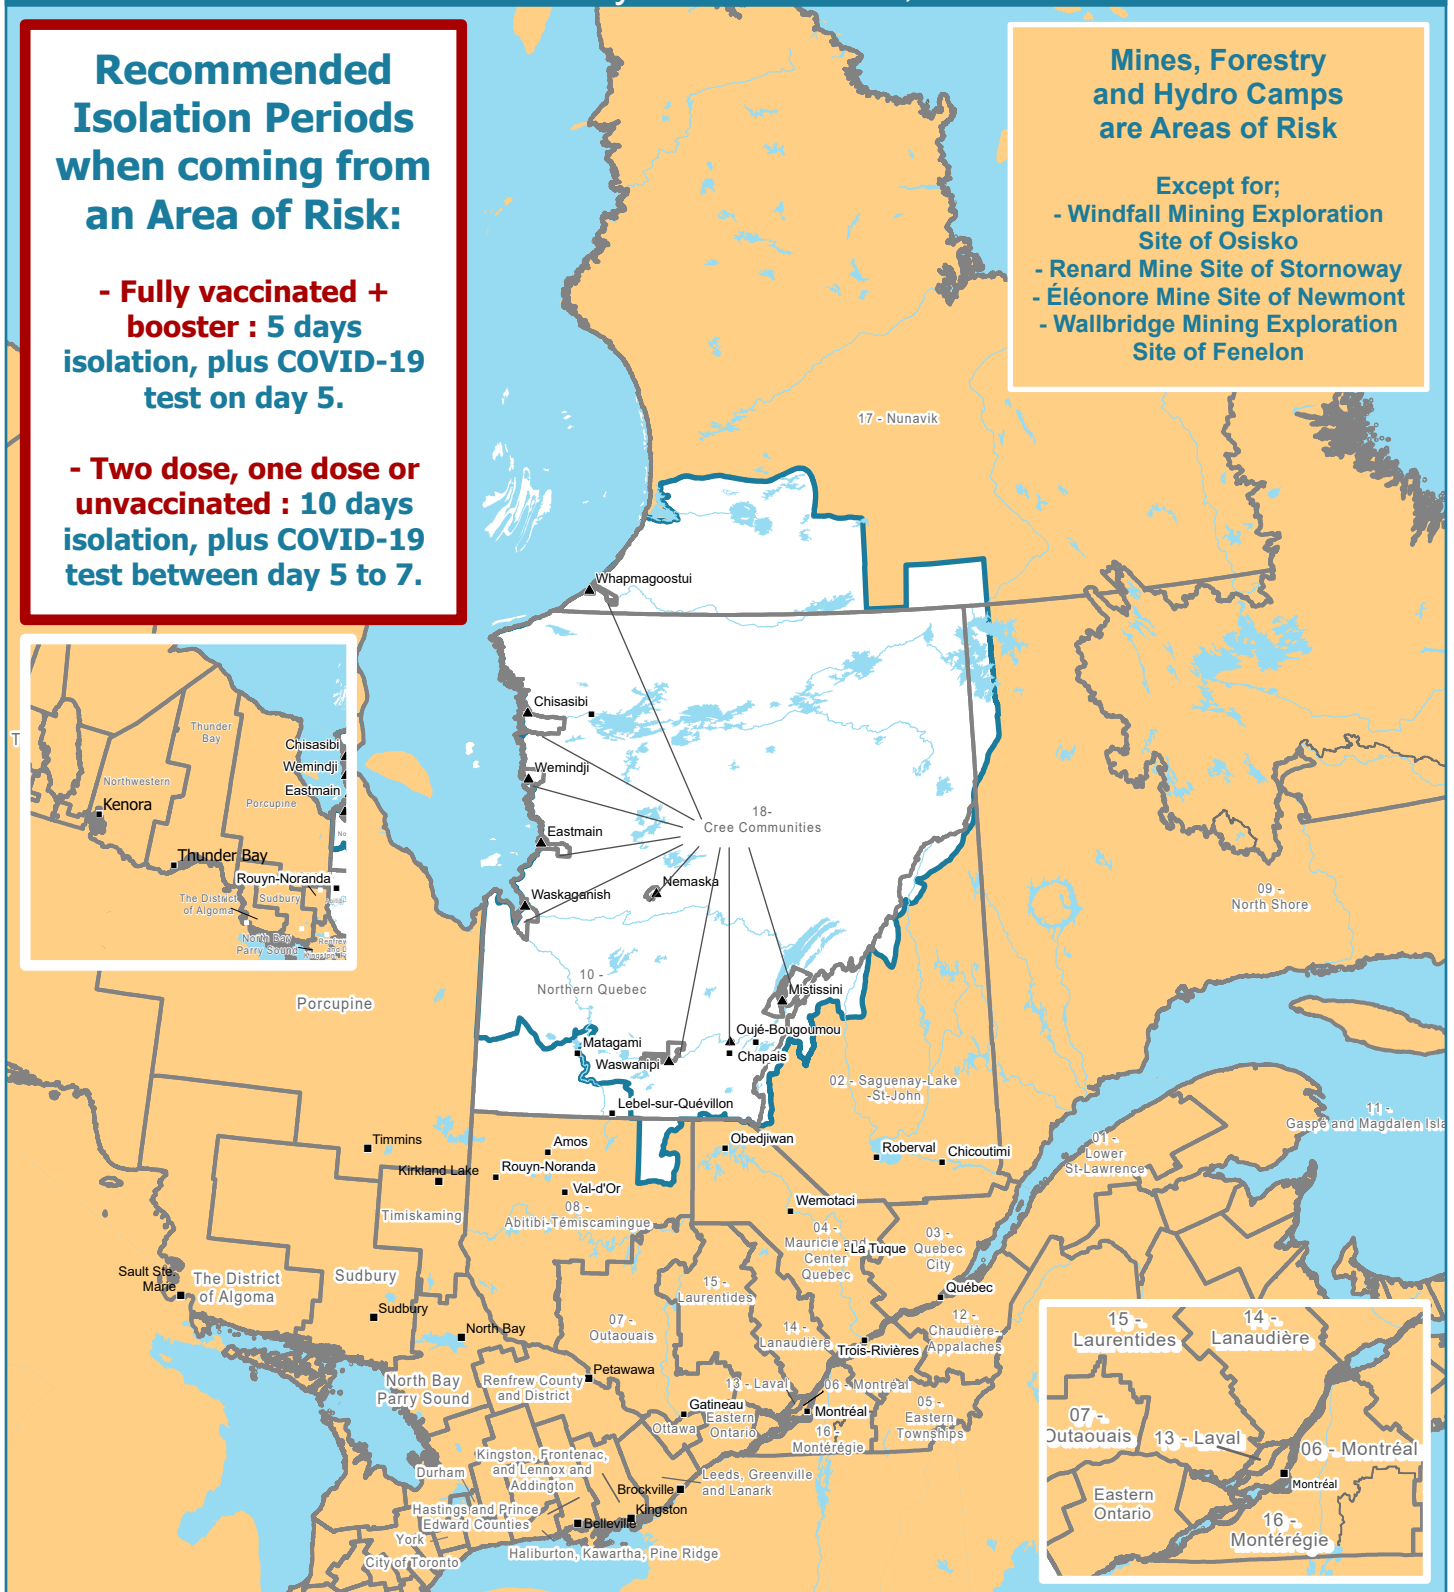 Recommended
Isolation Periods
when coming from
an Area of Risk:
- Fully vaccinated +
booster : 5 days
isolation, plus COVID-19
test on day 5.
- Two dose, one dose or
unvaccinated : 10 days
isolation, plus COVID-19
test between day 5 to 7.
Mines, Forestry
and Hydro Camps
are Areas of Risk
Except for;
- Windfall Mining Exploration
Site of Osisko
- Renard Mine Site of Stornoway
- Éléonore Mine Site of Newmont
- Wallbridge Mining Exploration
Site of Fenelon
17 - Nunavik
Whapmagoostui
Chisasibi
Wemindji
Eastmain
Waskaganish
Nemaska
18-
Cree Communities
10 -
Northern Quebec
Mistissini
Oujé-Bougoumou
Chapais
Matagami
Waswanipi
Lebel-sur-Quévillon
09 -
North Shore
Thunder
Bay
Northwestern
Kenora
Porcupine
Chisasibi
Wemindji
Eastmain
Thunder Bay
Rouyn-Noranda
The District
of Algoma
Sudbury
North Bay
Parry Sound
Porcupine
02 - Saguenay-Lake
-St-John
11 -
Gaspé and Magdalen Isla
01 -
Lower
St-Lawrence
Timmins
Kirkland Lake
Amos
Rouyn-Noranda
Val-d'Or
Obedjiwan
Roberval
Chicoutimi
Timiskaming
08 -
Abitibi-Témiscamingue
Wemotaci
04 -
Mauricie and
Center
Quebec
La Tuque
03 -
Quebec
City
Québec
Sault Ste.
Marie
The District
of Algoma
Sudbury
Sudbury
North Bay
15 -
Laurentides
07 -
Outaouais
14 -
Lanaudière
Trois-Rivières
12 -
Chaudière-
Appalaches
North Bay
Parry Sound
Renfrew County
and District
Petawawa
13 - Laval
06 - Montréal
Gatineau
Ottawa
Eastern
Ontario
Montréal
16 -
Montérégie
05 -
Eastern
Townships
Durham
Kingston, Frontenac,
and Lennox and
Addington
Leeds, Greenville
and Lanark
Brockville
Kingston
Hastings and Prince
Edward Counties
Belleville
York
City of Toronto
Haliburton, Kawartha, Pine Ridge
15 -
Laurentides
14 -
Lanaudière
07 -
Outaouais
13 - Laval
06 - Montréal
Montréal
Eastern
Ontario
16 -
Montérégie